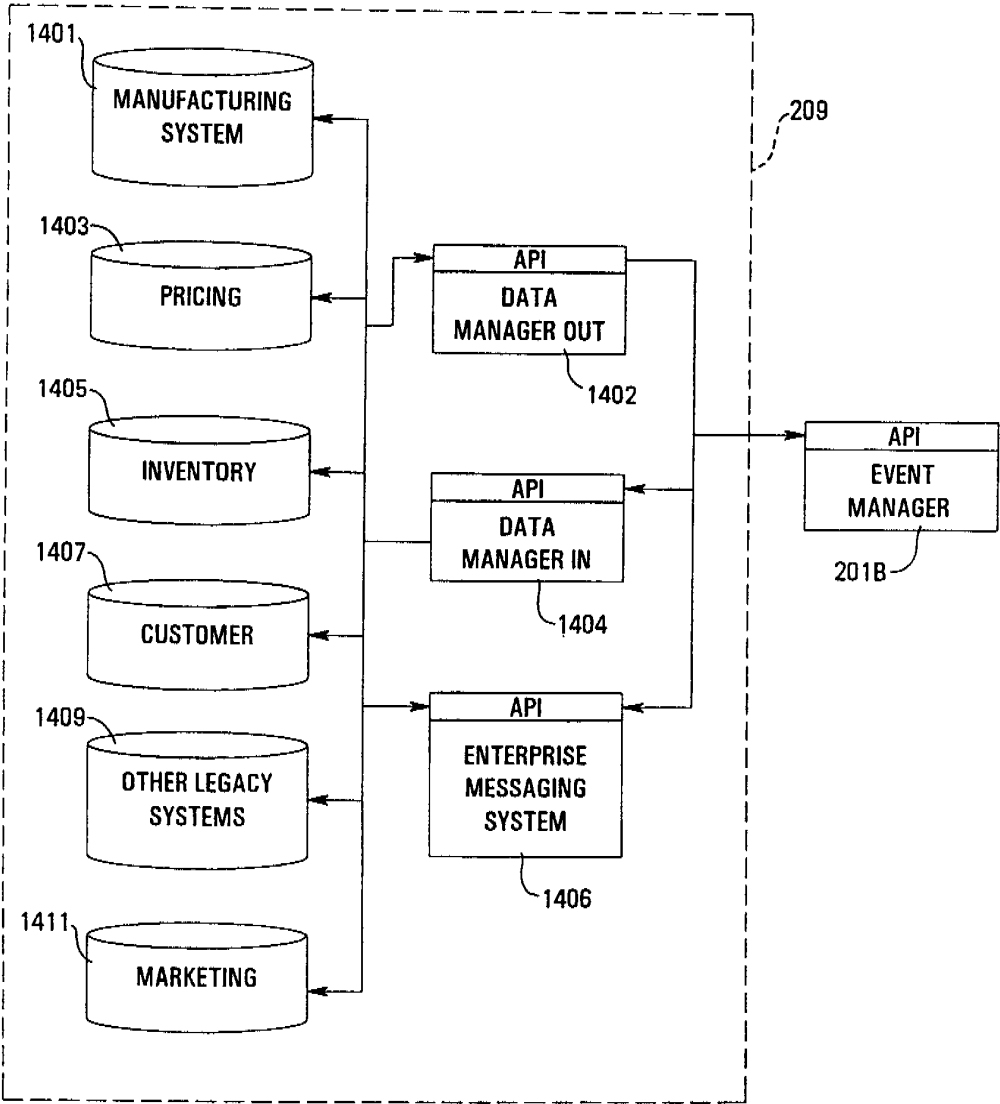 1401
MANUFACTURING
SYSTEM
209
1403
PRICING
API
DATA
MANAGER OUT
1402
1405
INVENTORY
API
EVENT
MANAGER
201B
API
DATA
MANAGER IN
1404
1407
CUSTOMER
1409
OTHER LEGACY
SYSTEMS
API
ENTERPRISE
MESSAGING
SYSTEM
1406
1411
MARKETING